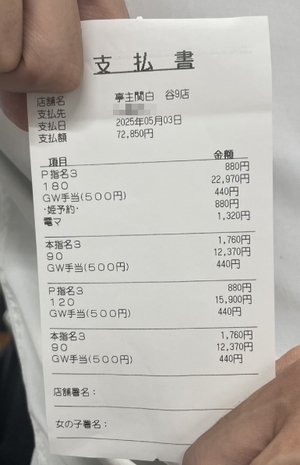 支払書
店舗名 亭主関白 谷9店
支払先
支払日 2025年05月03日
支払額 72,850円
項目 金額
P指名3 880円
180 22,970円
GW手当(500円) 440円
・姫予約・ 880円
電マ 1,320円
本指名3 1,760円
90 12,370円
GW手当(500円) 440円
P指名3 880円
120 15,900円
GW手当(500円) 440円
本指名3 1,760円
90 12,370円
GW手当(500円) 440円
店舗署名:
女の子署名: